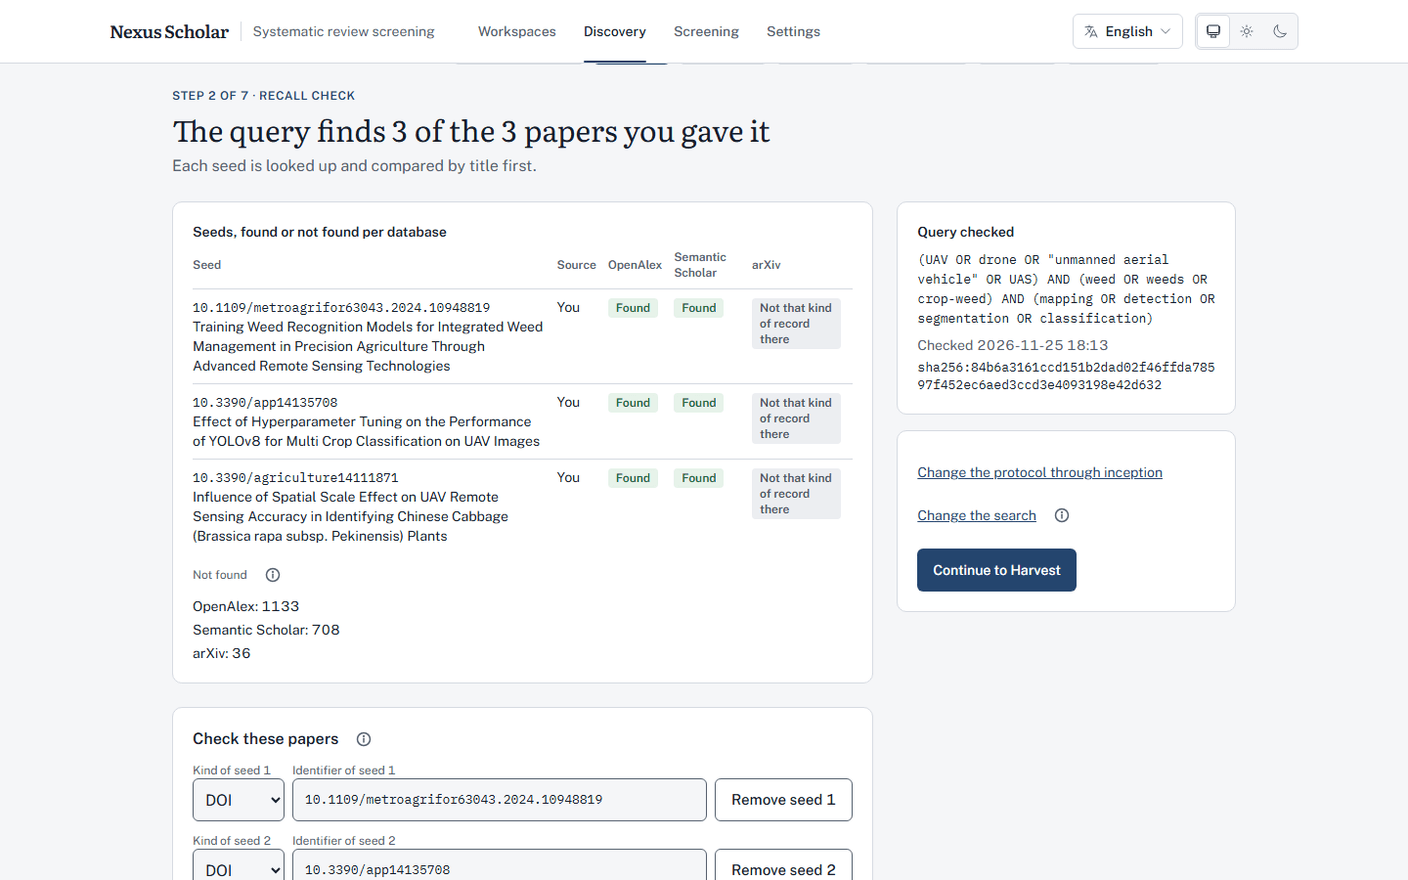 Nexus Scholar
Systematic review screening
Workspaces
Discovery
Screening
Settings
English
STEP 2 OF 7 · RECALL CHECK
The query finds 3 of the 3 papers you gave it
Each seed is looked up and compared by title first.
Seeds, found or not found per database
Seed
Source
OpenAlex
Semantic
Scholar
arXiv
10.1109/metroagrifor63043.2024.10948819
Training Weed Recognition Models for Integrated Weed
Management in Precision Agriculture Through
Advanced Remote Sensing Technologies
You
Found
Found
Not that kind
of record
there
10.3390/app14135708
Effect of Hyperparameter Tuning on the Performance
of YOLOv8 for Multi Crop Classification on UAV Images
You
Found
Found
Not that kind
of record
there
10.3390/agriculture14111871
Influence of Spatial Scale Effect on UAV Remote
Sensing Accuracy in Identifying Chinese Cabbage
(Brassica rapa subsp. Pekinensis) Plants
You
Found
Found
Not that kind
of record
there
Not found
OpenAlex: 1133
Semantic Scholar: 708
arXiv: 36
Query checked
(UAV OR drone OR "unmanned aerial
vehicle" OR UAS) AND (weed OR weeds OR
crop-weed) AND (mapping OR detection OR
segmentation OR classification)
Checked 2026-11-25 18:13
sha256:84b6a3161ccd151b2dad02f46ffda785
97f452ec6aed3ccd3e4093198e42d632
Change the protocol through inception
Change the search
Continue to Harvest
Check these papers
Kind of seed 1
Identifier of seed 1
DOI
10.1109/metroagrifor63043.2024.10948819
Remove seed 1
Kind of seed 2
Identifier of seed 2
DOI
10.3390/app14135708
Remove seed 2